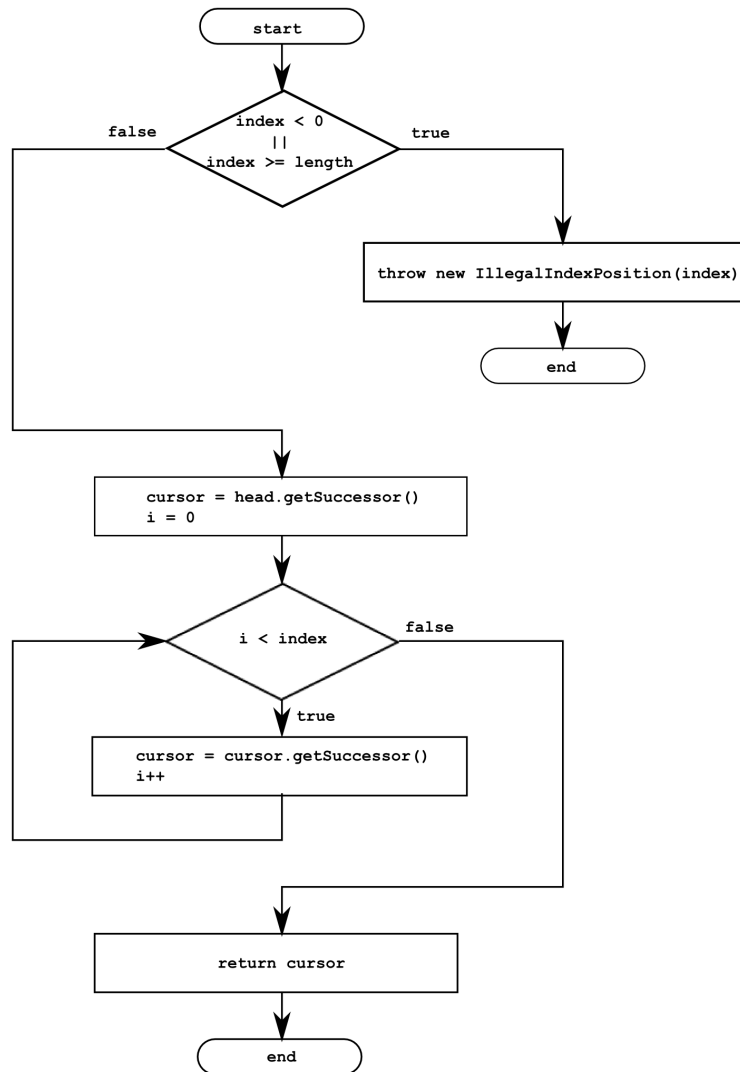 start
index < 0
||
index >= length
false
true
throw new IllegalIndexPosition(index)
end
cursor = head.getSuccessor()
i = 0
i < index
false
true
cursor = cursor.getSuccessor()
i++
return cursor
end